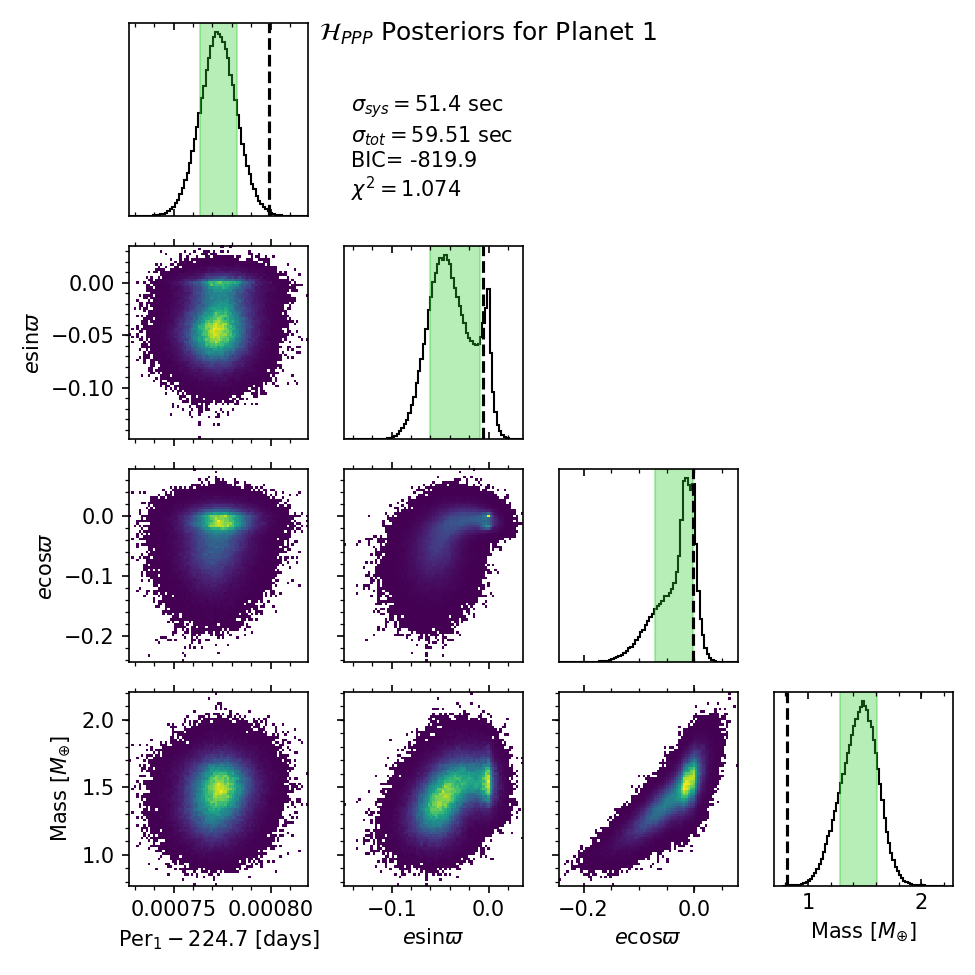 $\mathcal{H}_{PPP}$ Posteriors for Planet 1
$\sigma_{sys} = 51.4$ sec
$\sigma_{tot} = 59.51$ sec
BIC= -819.9
$\chi^2 = 1.074$
0.00
−0.05
−0.10
$e\sin\varpi$
0.0
−0.1
−0.2
$e\cos\varpi$
2.0
1.5
1.0
Mass [$M_{\oplus}$]
0.00075 0.00080
Per$_1 - 224.7$ [days]
−0.1 0.0
$e\sin\varpi$
−0.2 0.0
$e\cos\varpi$
1 2
Mass [$M_{\oplus}$]